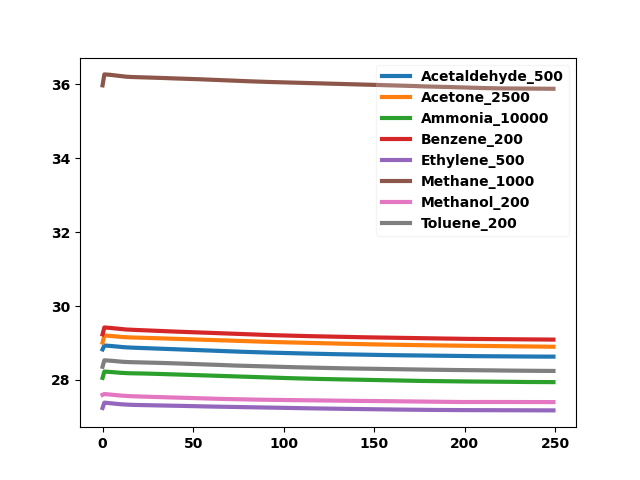 36
34
32
30
28
0 50 100 150 200 250
Acetaldehyde_500
Acetone_2500
Ammonia_10000
Benzene_200
Ethylene_500
Methane_1000
Methanol_200
Toluene_200